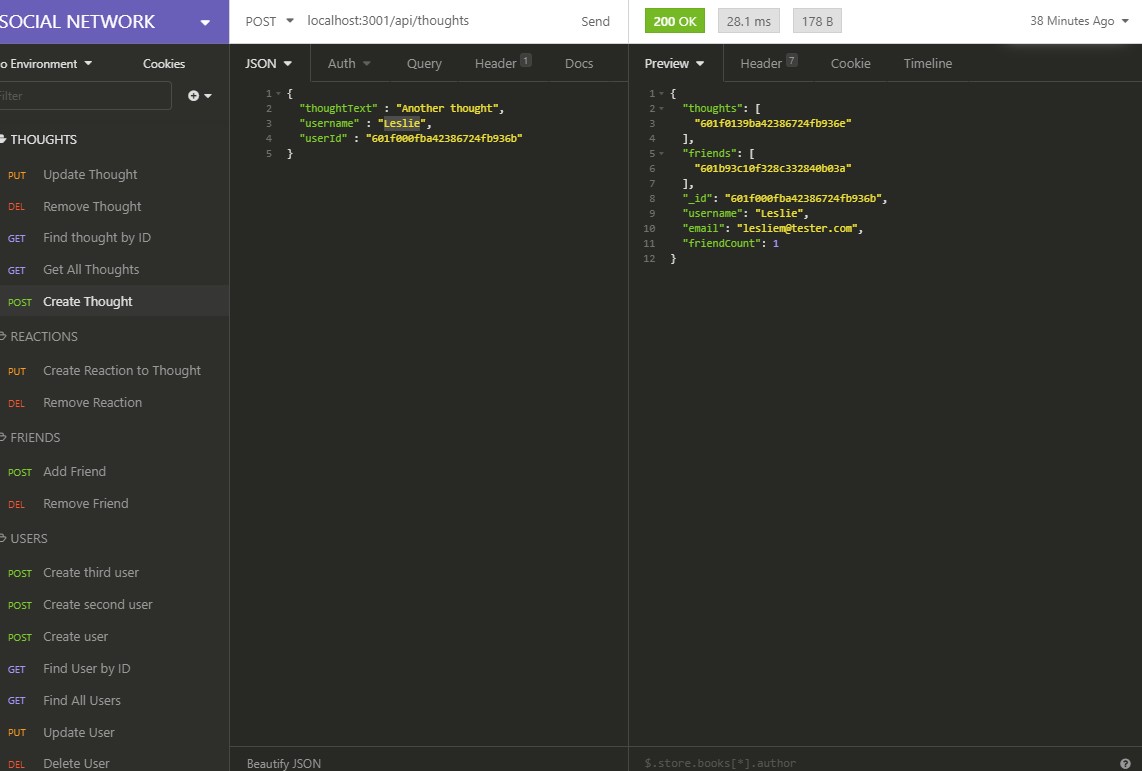 SOCIAL NETWORK
POST localhost:3001/api/thoughts Send
200 OK 28.1 ms 178 B 38 Minutes Ago
o Environment Cookies
Filter
THOUGHTS
PUT Update Thought
DEL Remove Thought
GET Find thought by ID
GET Get All Thoughts
POST Create Thought
REACTIONS
PUT Create Reaction to Thought
DEL Remove Reaction
FRIENDS
POST Add Friend
DEL Remove Friend
USERS
POST Create third user
POST Create second user
POST Create user
GET Find User by ID
GET Find All Users
PUT Update User
DEL Delete User
JSON Auth Query Header 1 Docs
1 {
2 "thoughtText" : "Another thought",
3 "username" : "Leslie",
4 "userId" : "601f000fba42386724fb936b"
5 }
Beautify JSON
Preview Header 7 Cookie Timeline
1 {
2 "thoughts": [
3 "601f0139ba42386724fb936e"
4 ],
5 "friends": [
6 "601b93c10f328c332840b03a"
7 ],
8 "_id": "601f000fba42386724fb936b",
9 "username": "Leslie",
10 "email": "lesliem@tester.com",
11 "friendCount": 1
12 }
$.store.books[*].author